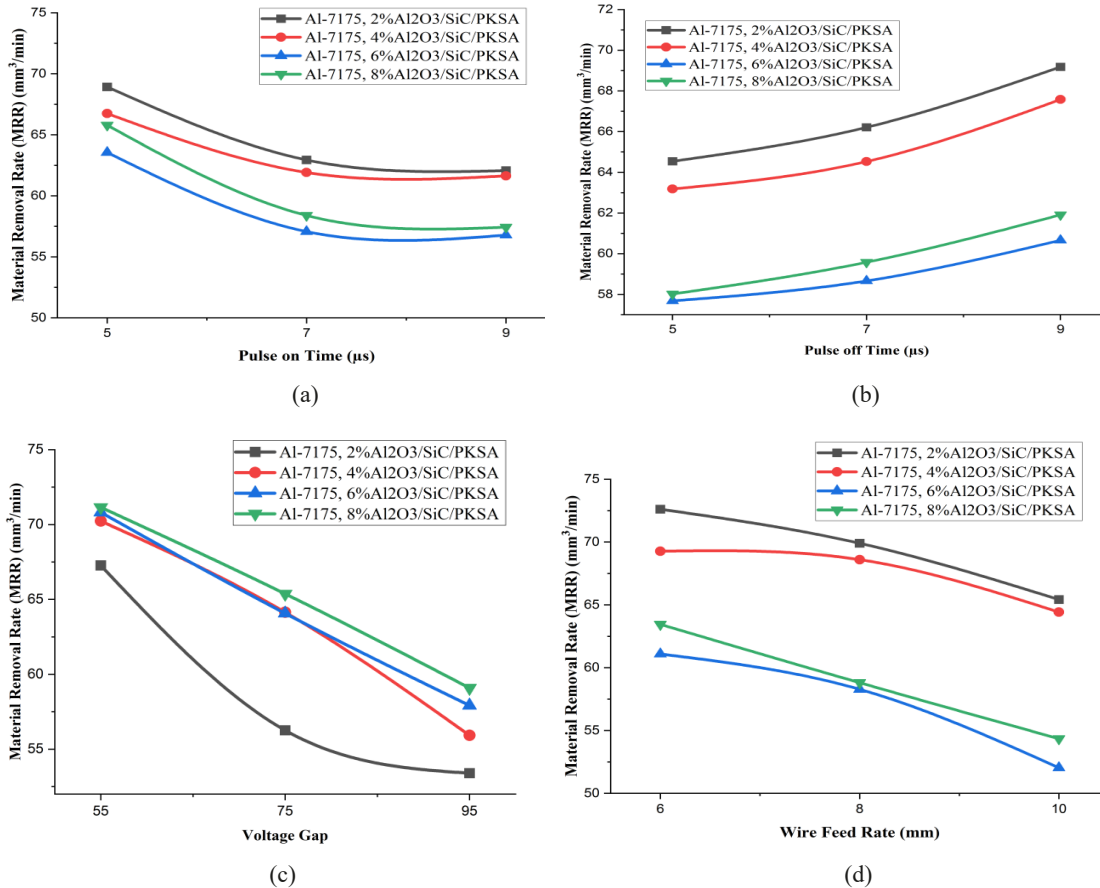 75
70
65
60
55
50
Material Removal Rate (MRR) (mm³/min)
Al-7175, 2%Al2O3/SiC/PKSA
Al-7175, 4%Al2O3/SiC/PKSA
Al-7175, 6%Al2O3/SiC/PKSA
Al-7175, 8%Al2O3/SiC/PKSA
5 7 9
Pulse on Time (µs)
(a)
72
70
68
66
64
62
60
58
Material Removal Rate (MRR) (mm³/min)
Al-7175, 2%Al2O3/SiC/PKSA
Al-7175, 4%Al2O3/SiC/PKSA
Al-7175, 6%Al2O3/SiC/PKSA
Al-7175, 8%Al2O3/SiC/PKSA
5 7 9
Pulse off Time (µs)
(b)
75
70
65
60
55
Material Removal Rate (MRR) (mm³/min)
Al-7175, 2%Al2O3/SiC/PKSA
Al-7175, 4%Al2O3/SiC/PKSA
Al-7175, 6%Al2O3/SiC/PKSA
Al-7175, 8%Al2O3/SiC/PKSA
55 75 95
Voltage Gap
(c)
75
70
65
60
55
50
Material Removal Rate (MRR) (mm³/min)
Al-7175, 2%Al2O3/SiC/PKSA
Al-7175, 4%Al2O3/SiC/PKSA
Al-7175, 6%Al2O3/SiC/PKSA
Al-7175, 8%Al2O3/SiC/PKSA
6 8 10
Wire Feed Rate (mm)
(d)